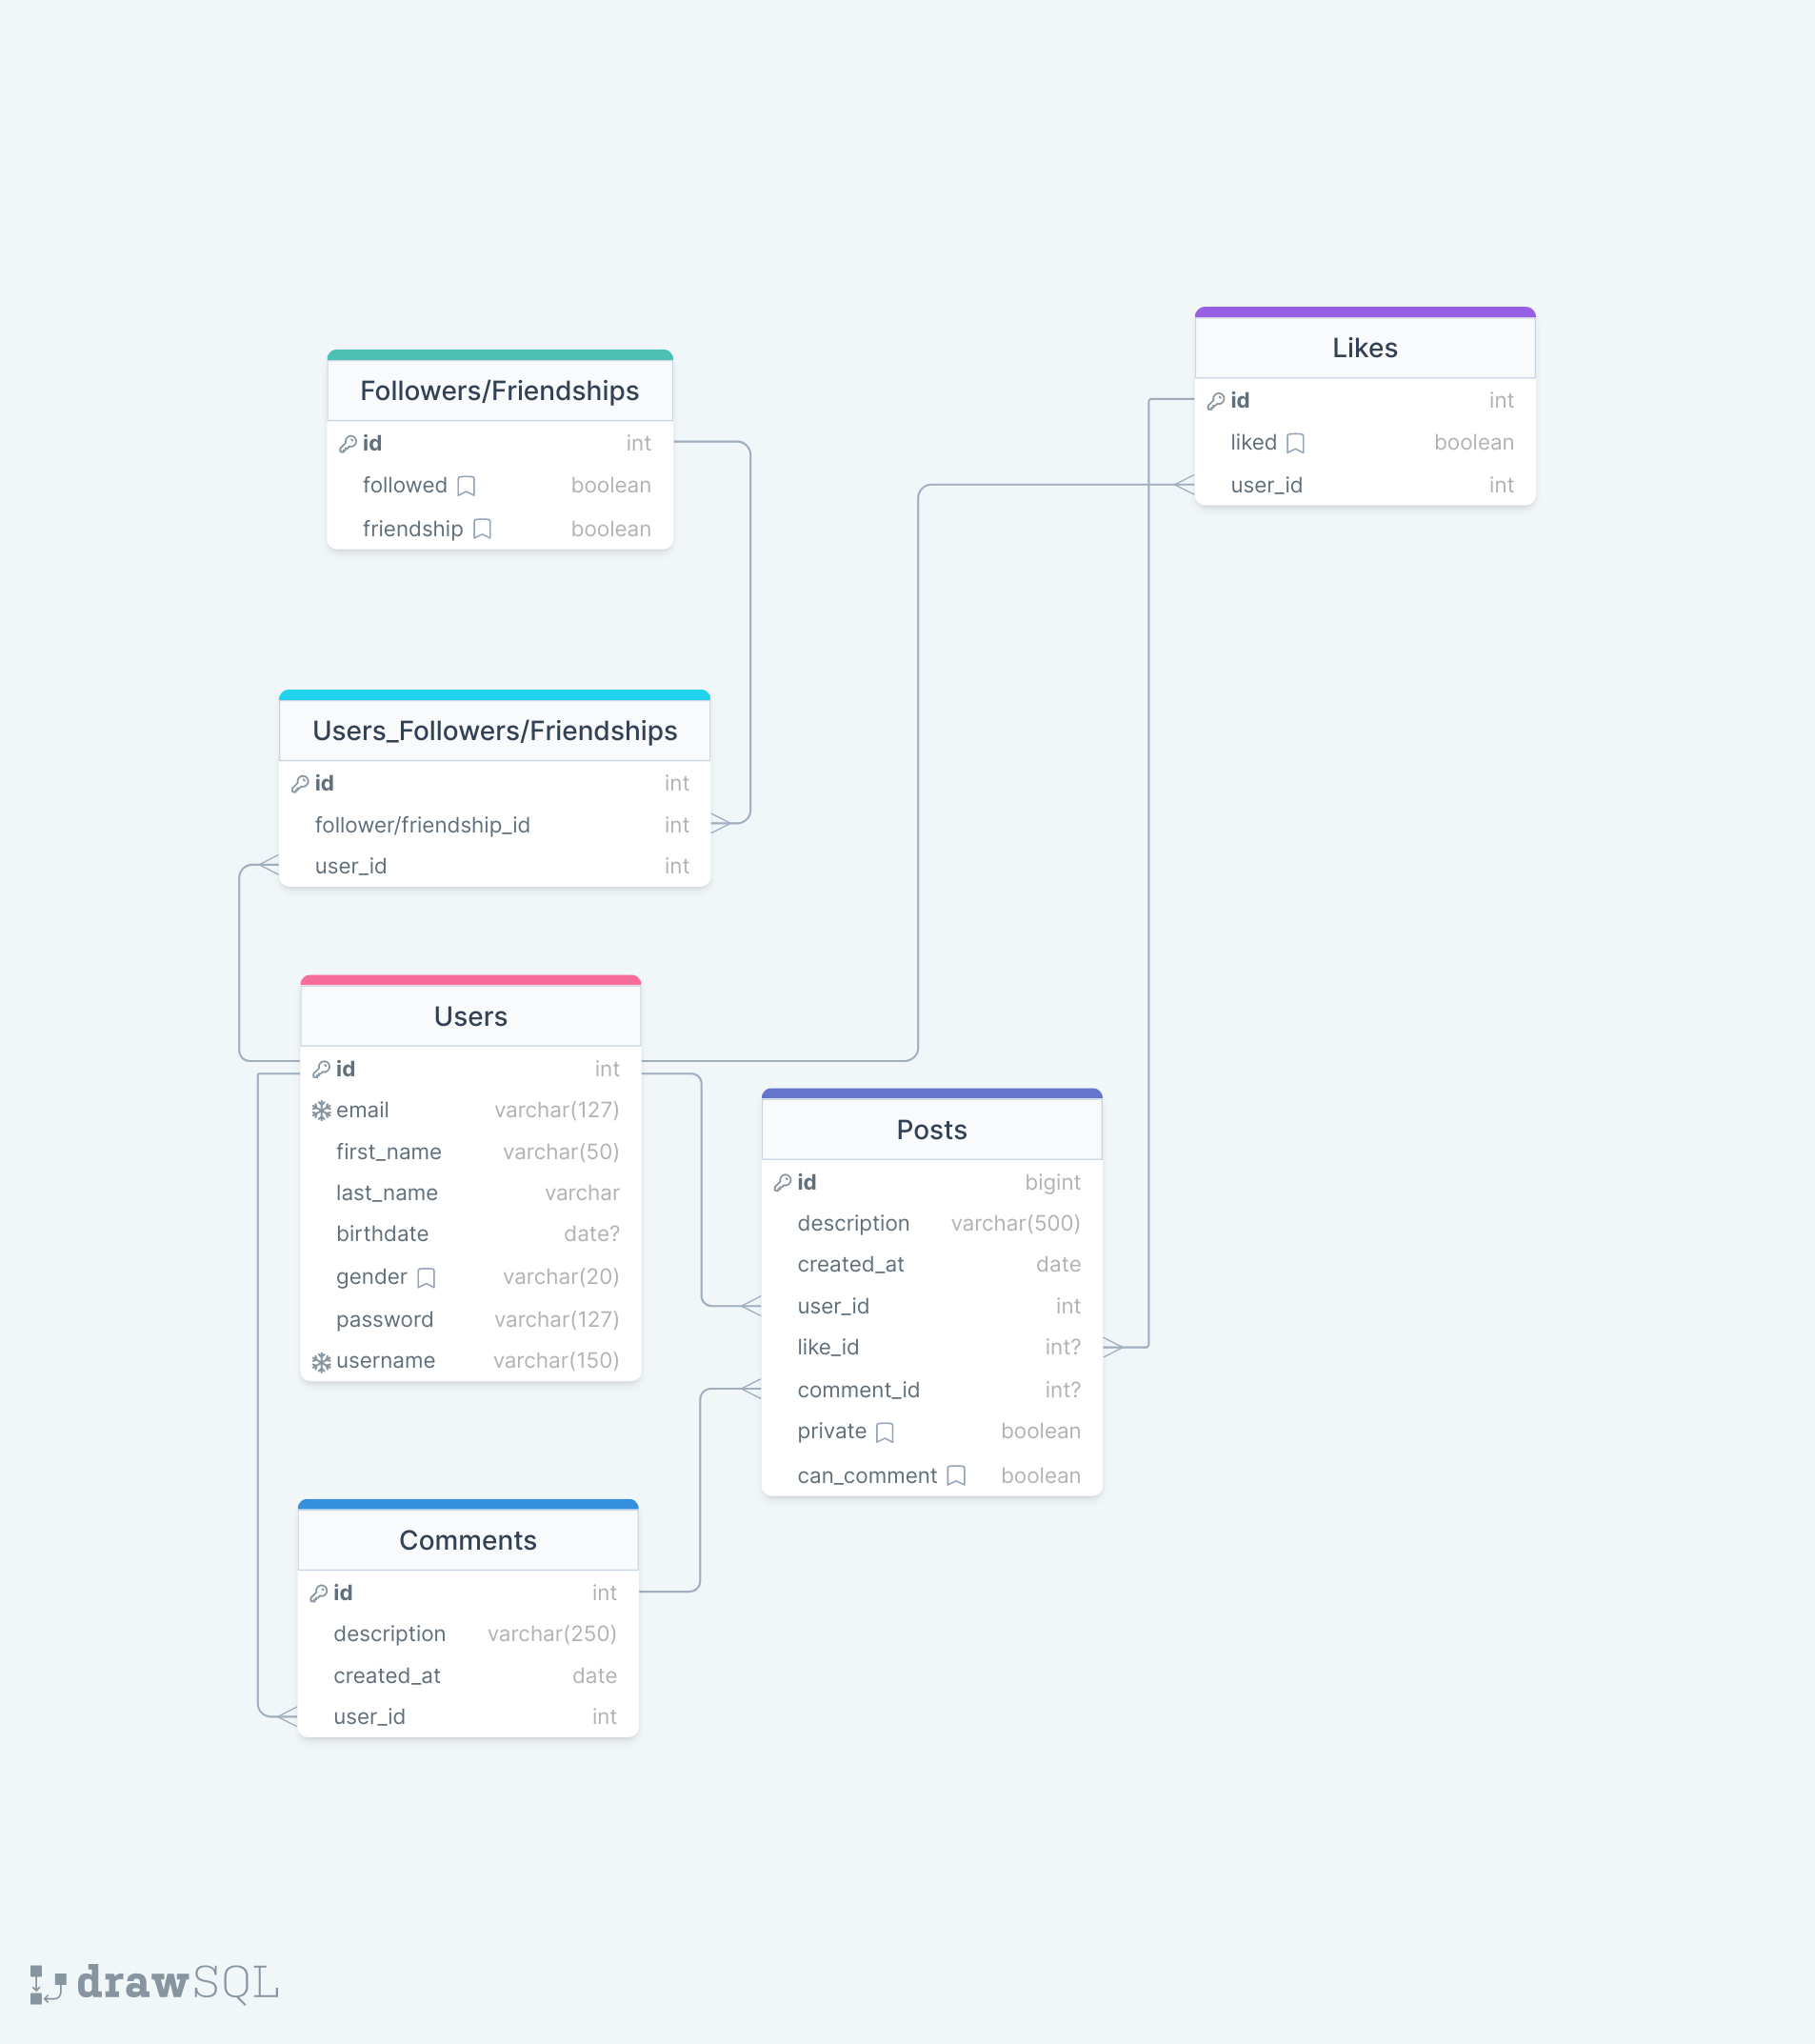 Likes
id int
liked boolean
user_id int
Followers/Friendships
id int
followed boolean
friendship boolean
Users_Followers/Friendships
id int
follower/friendship_id int
user_id int
Users
id int
email varchar(127)
first_name varchar(50)
last_name varchar
birthdate date?
gender varchar(20)
password varchar(127)
username varchar(150)
Posts
id bigint
description varchar(500)
created_at date
user_id int
like_id int?
comment_id int?
private boolean
can_comment boolean
Comments
id int
description varchar(250)
created_at date
user_id int
drawSQL